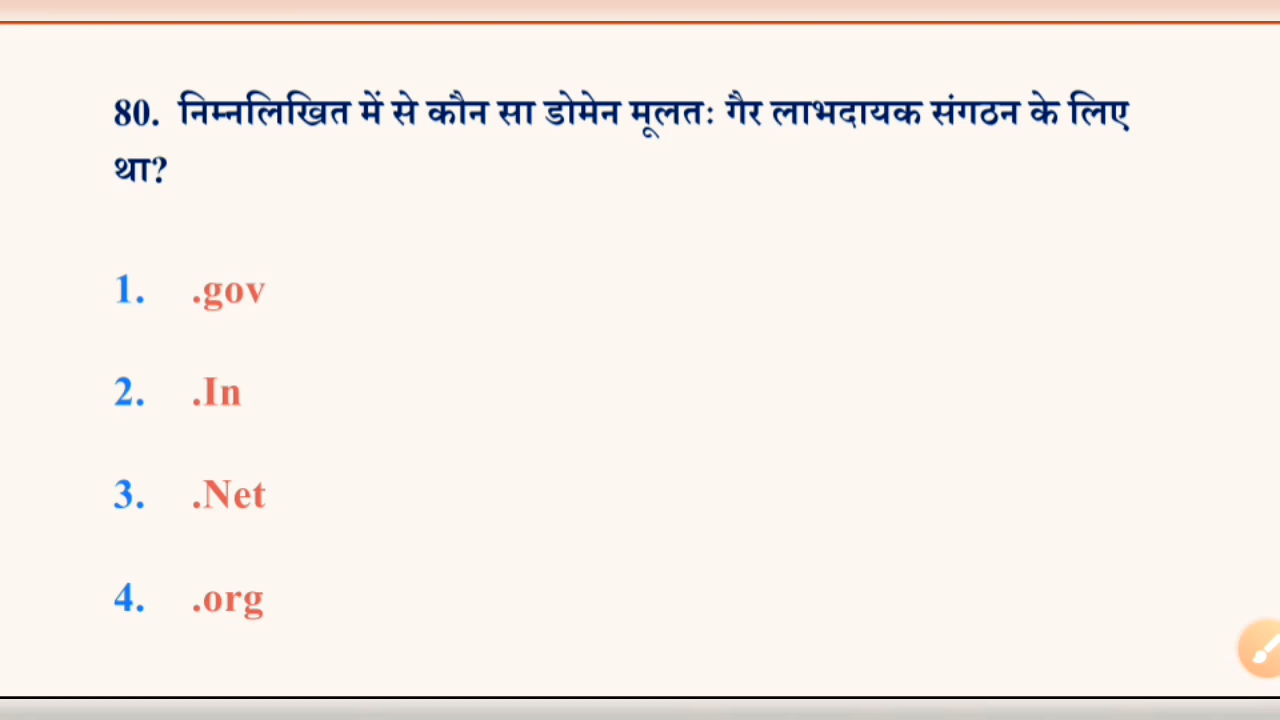 80. निम्नलिखित में से कौन सा डोमेन मूलतः गैर लाभदायक संगठन के लिए
था?
1. .gov
2. .In
3. .Net
4. .org